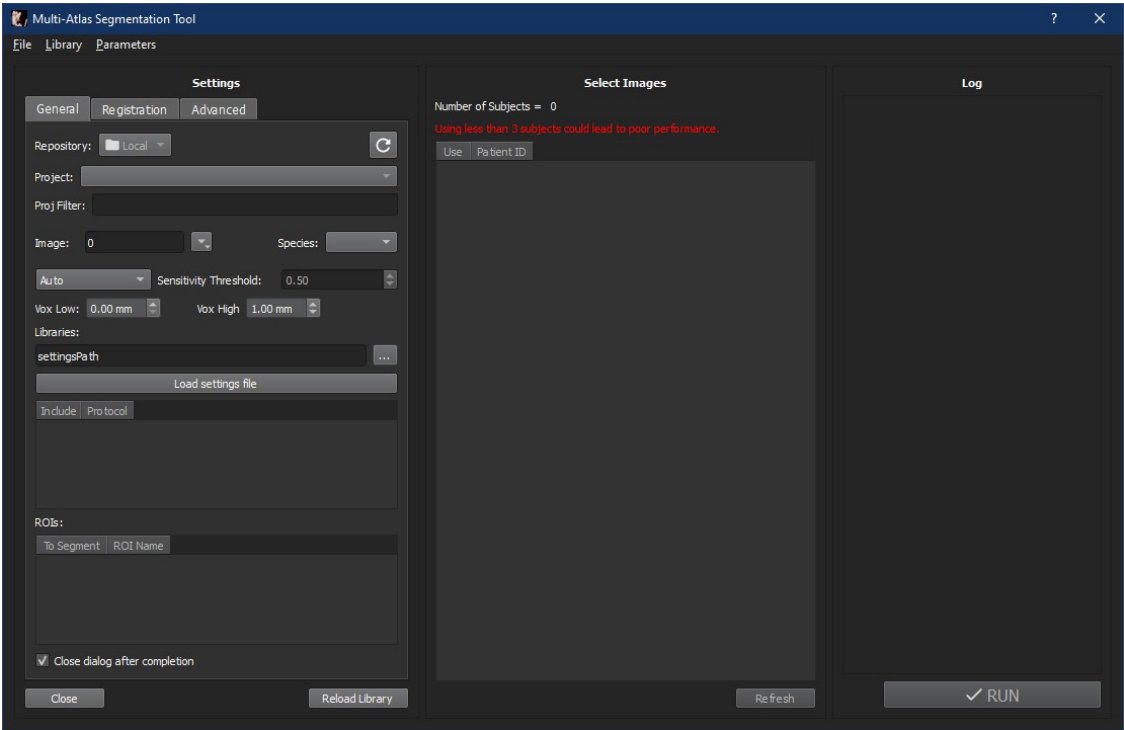 Multi-Atlas Segmentation Tool
File Library Parameters
Settings
General Registration Advanced
Repository: Local
Project:
Proj Filter:
Image: 0 Species:
Auto Sensitivity Threshold: 0.50
Vox Low: 0.00 mm Vox High 1.00 mm
Libraries:
settingsPath ...
Load settings file
Include Protocol
ROIs:
To Segment ROI Name
Close dialog after completion
Close Reload Library
Select Images
Number of Subjects = 0
Using less than 3 subjects could lead to poor performance.
Use Patient ID
Refresh
Log
RUN